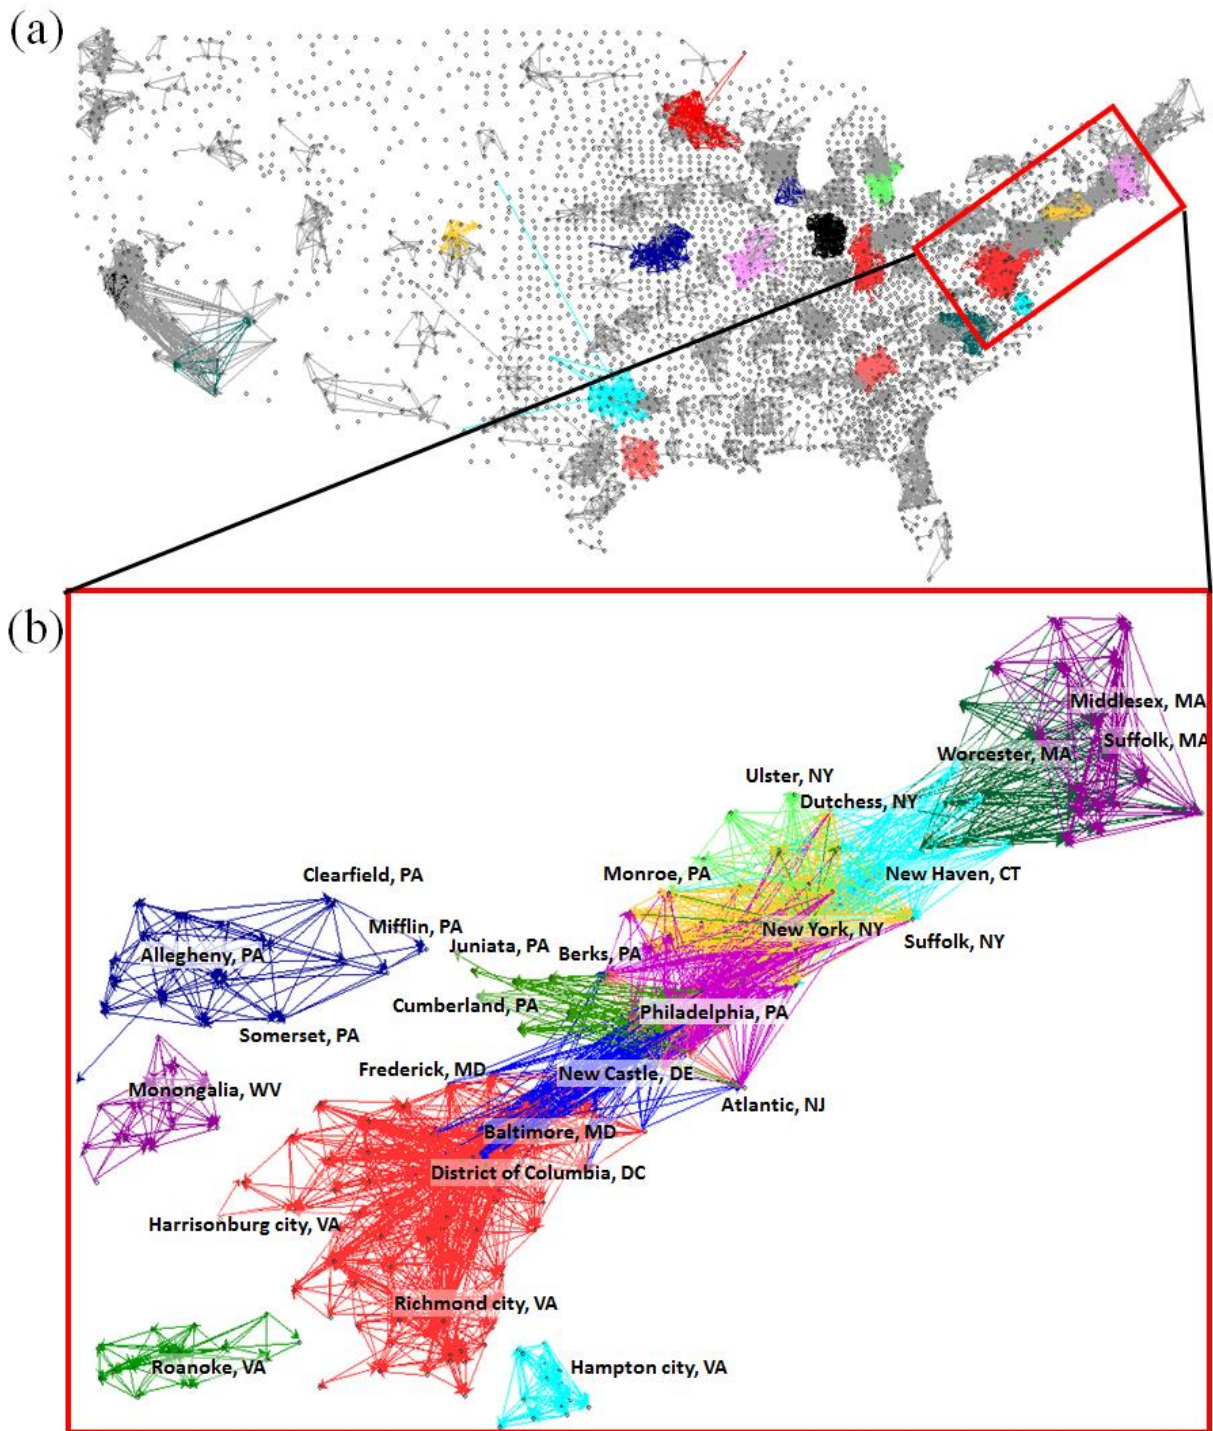 (a)
(b)
Middlesex, MA
Suffolk, MA
Worcester, MA
Ulster, NY
Dutchess, NY
Clearfield, PA
Monroe, PA
New Haven, CT
Mifflin, PA
New York, NY
Suffolk, NY
Juniata, PA
Berks, PA
Allegheny, PA
Cumberland, PA
Philadelphia, PA
Somerset, PA
Frederick, MD
New Castle, DE
Monongalia, WV
Atlantic, NJ
Baltimore, MD
District of Columbia, DC
Harrisonburg city, VA
Richmond city, VA
Roanoke, VA
Hampton city, VA